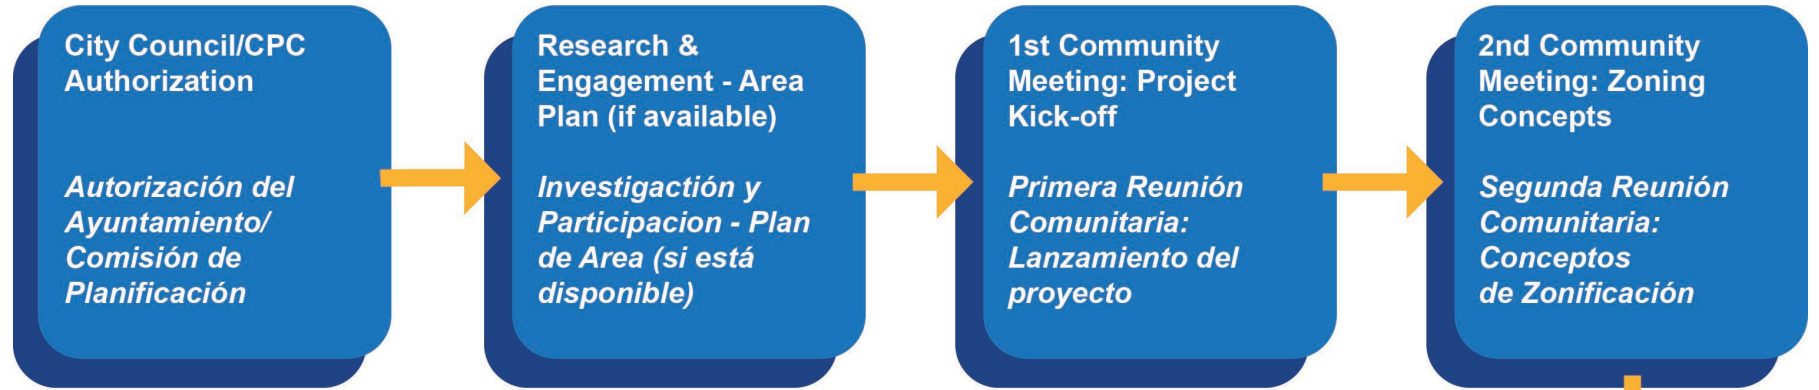 City Council/CPC
Authorization
Autorización del
Ayuntamiento/
Comisión de
Planificación
Research &
Engagement - Area
Plan (if available)
Investigactión y
Participacion - Plan
de Area (si está
disponible)
1st Community
Meeting: Project
Kick-off
Primera Reunión
Comunitaria:
Lanzamiento del
proyecto
2nd Community
Meeting: Zoning
Concepts
Segunda Reunión
Comunitaria:
Conceptos
de Zonificación